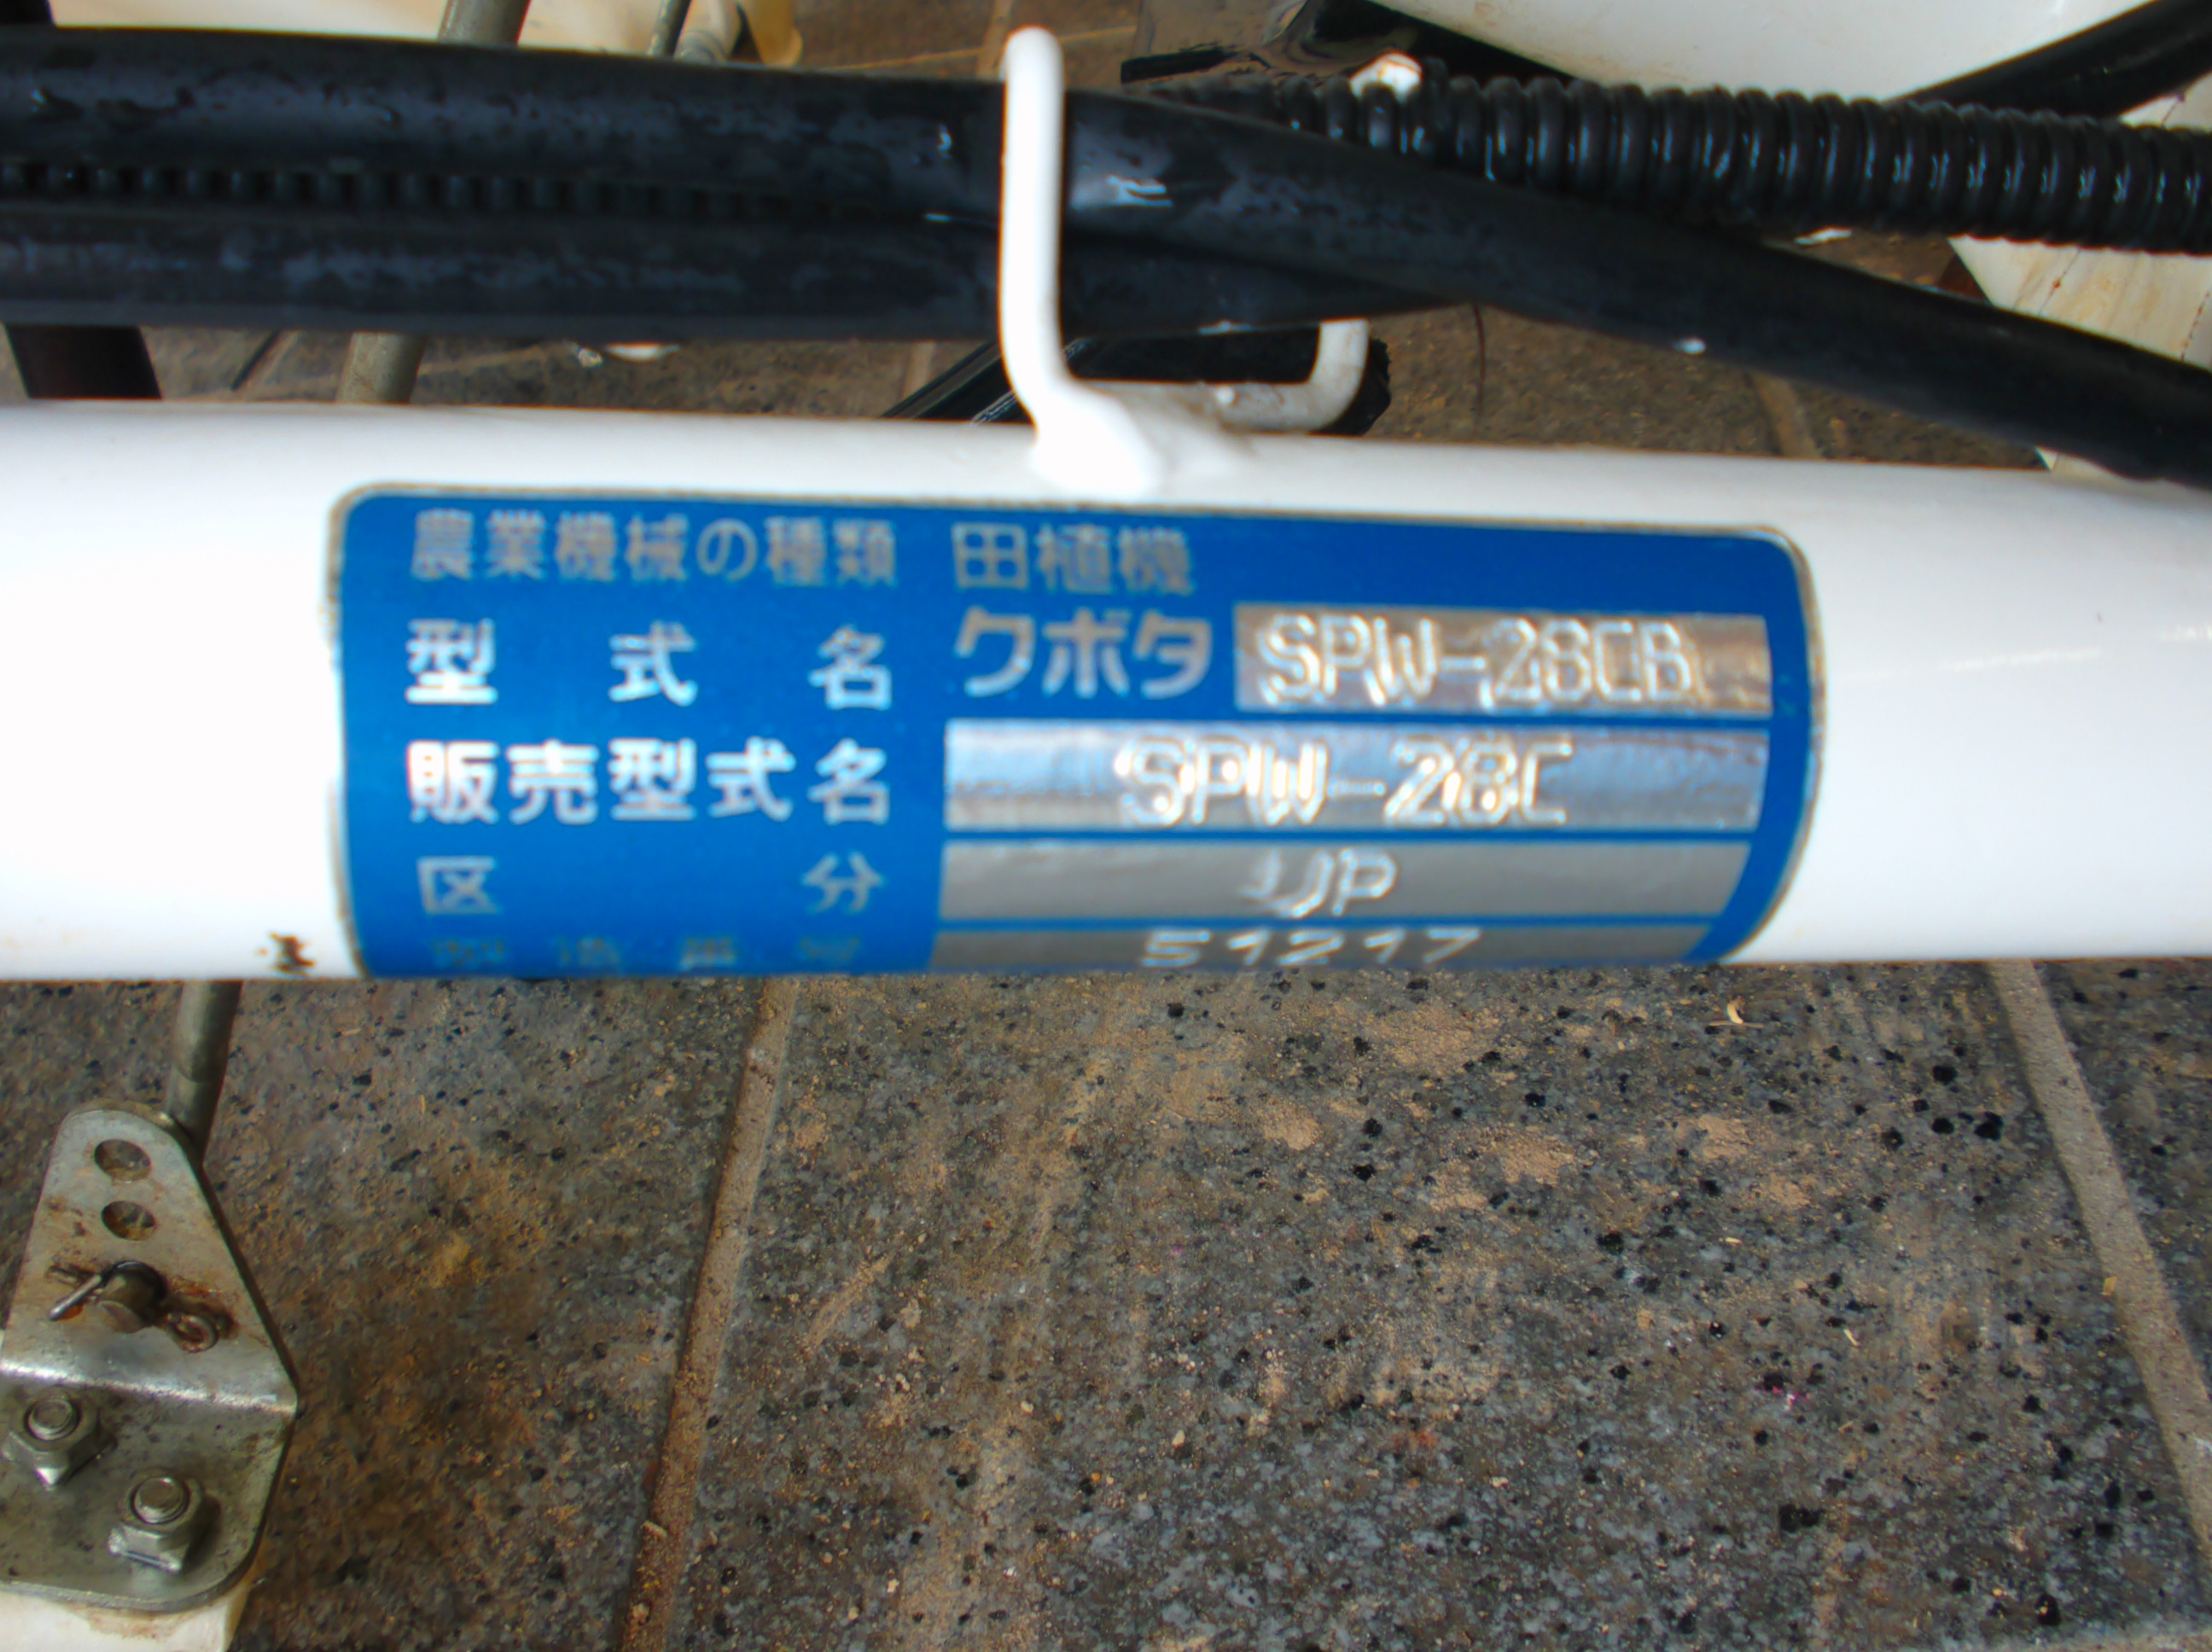 農業機械の種類 田植機
型式名 クボタ SPW-28CB
販売型式名 SPW-28C
区分 UP
51217